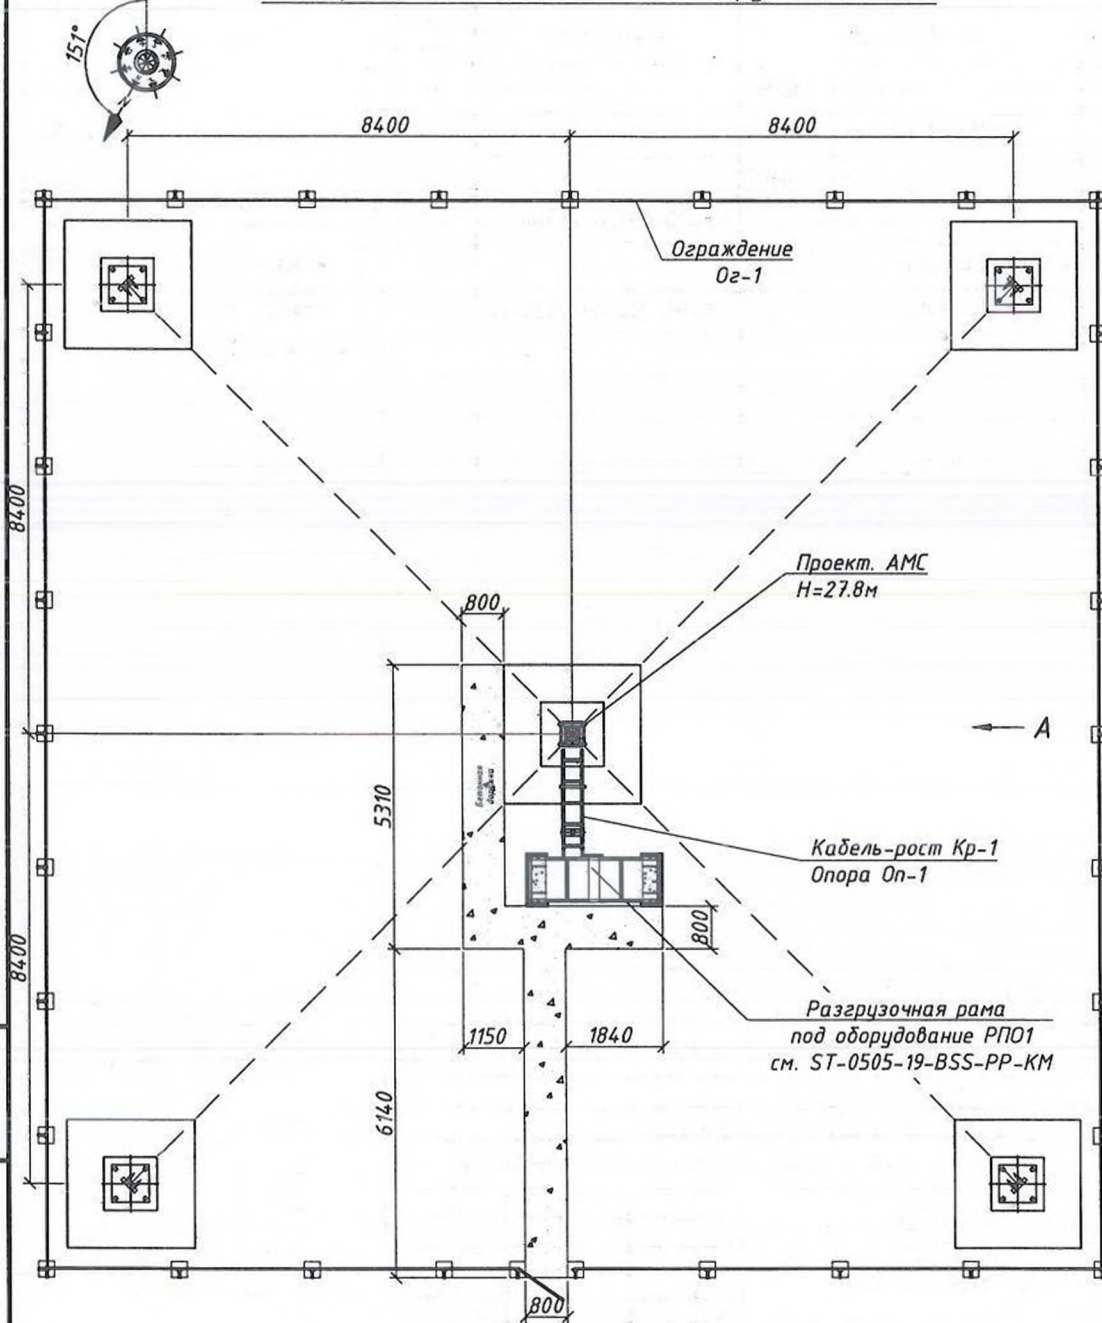 151°
N
8400
8400
Ограждение
Ог-1
8400
Проект. АМС
Н=27.8м
800
А
5310
Бетонная
дорожка
Кабель-рост Кр-1
Опора Оп-1
800
8400
Разгрузочная рама
под оборудование РПО1
см. ST-0505-19-BSS-PP-KM
1150
1840
6140
800